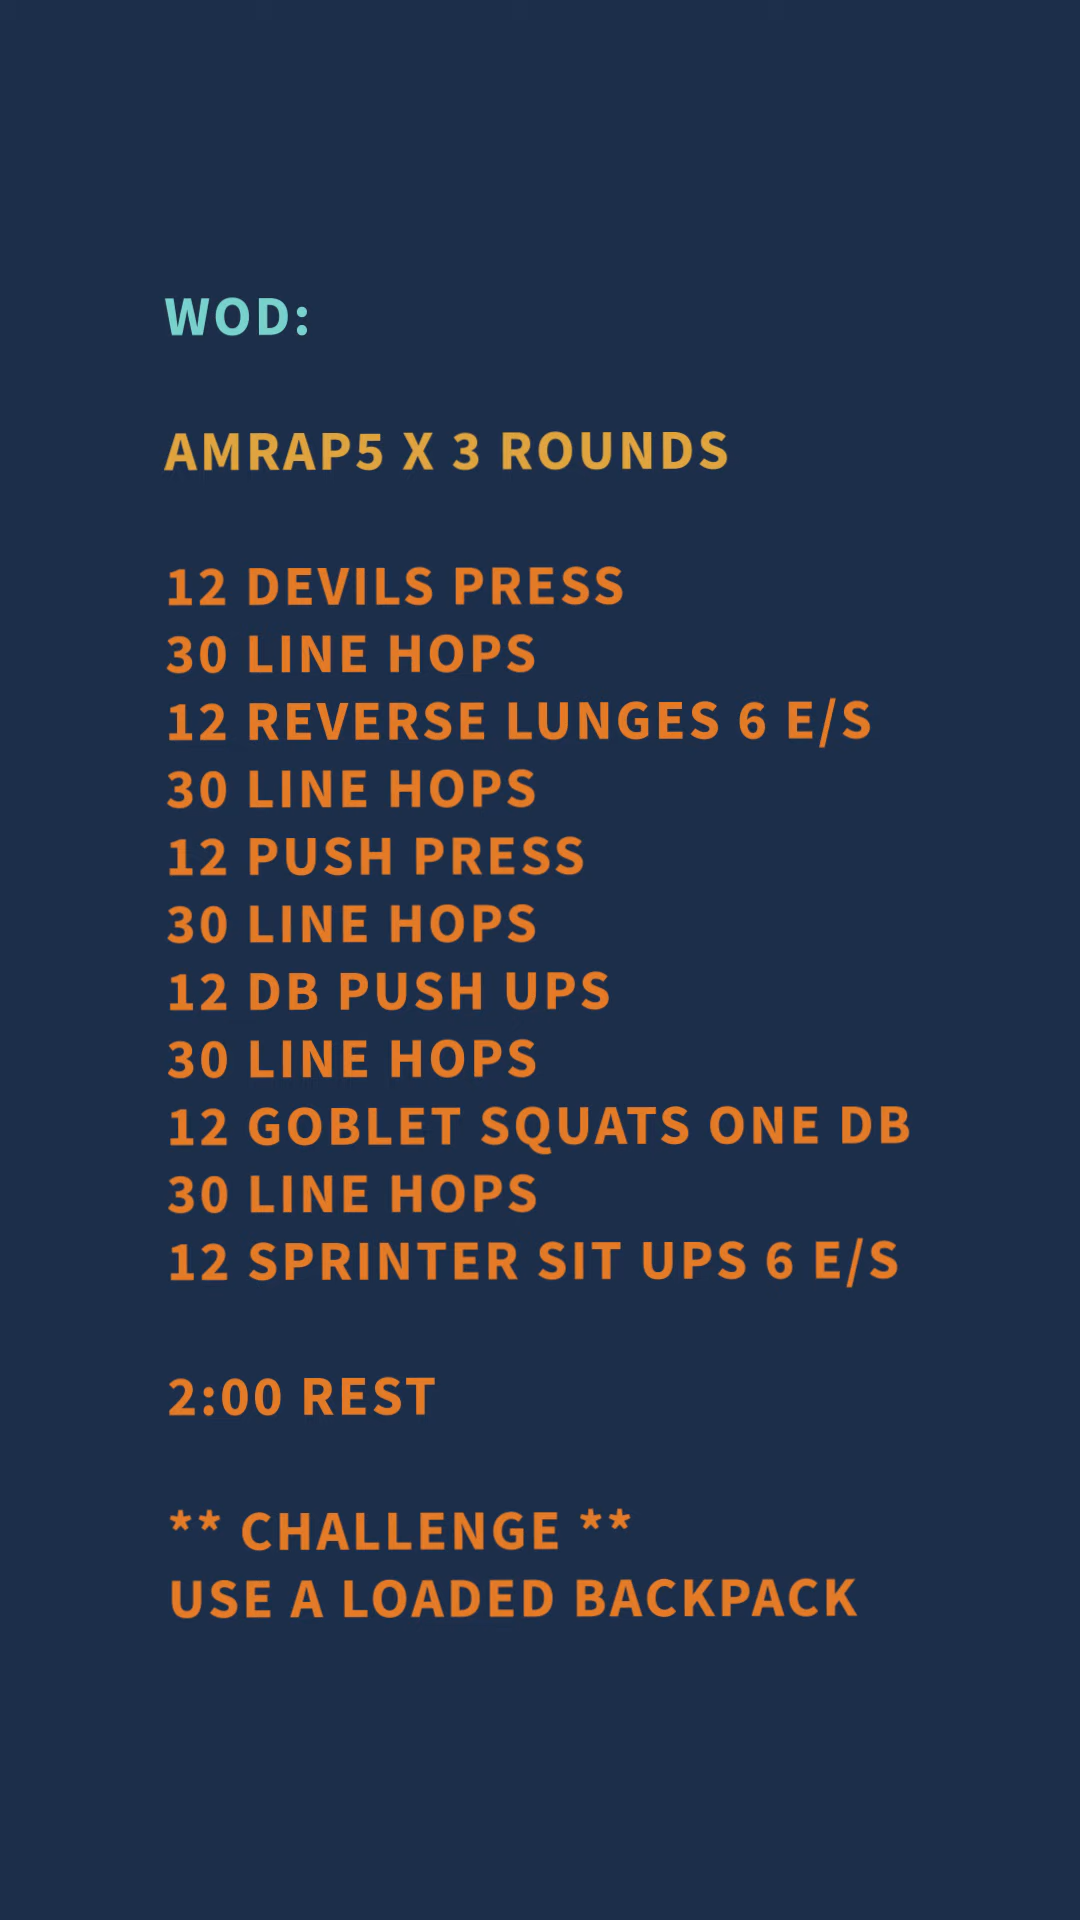 WOD:
AMRAP5 X 3 ROUNDS
12 DEVILS PRESS
30 LINE HOPS
12 REVERSE LUNGES 6 E/S
30 LINE HOPS
12 PUSH PRESS
30 LINE HOPS
12 DB PUSH UPS
30 LINE HOPS
12 GOBLET SQUATS ONE DB
30 LINE HOPS
12 SPRINTER SIT UPS 6 E/S
2:00 REST
** CHALLENGE **
USE A LOADED BACKPACK